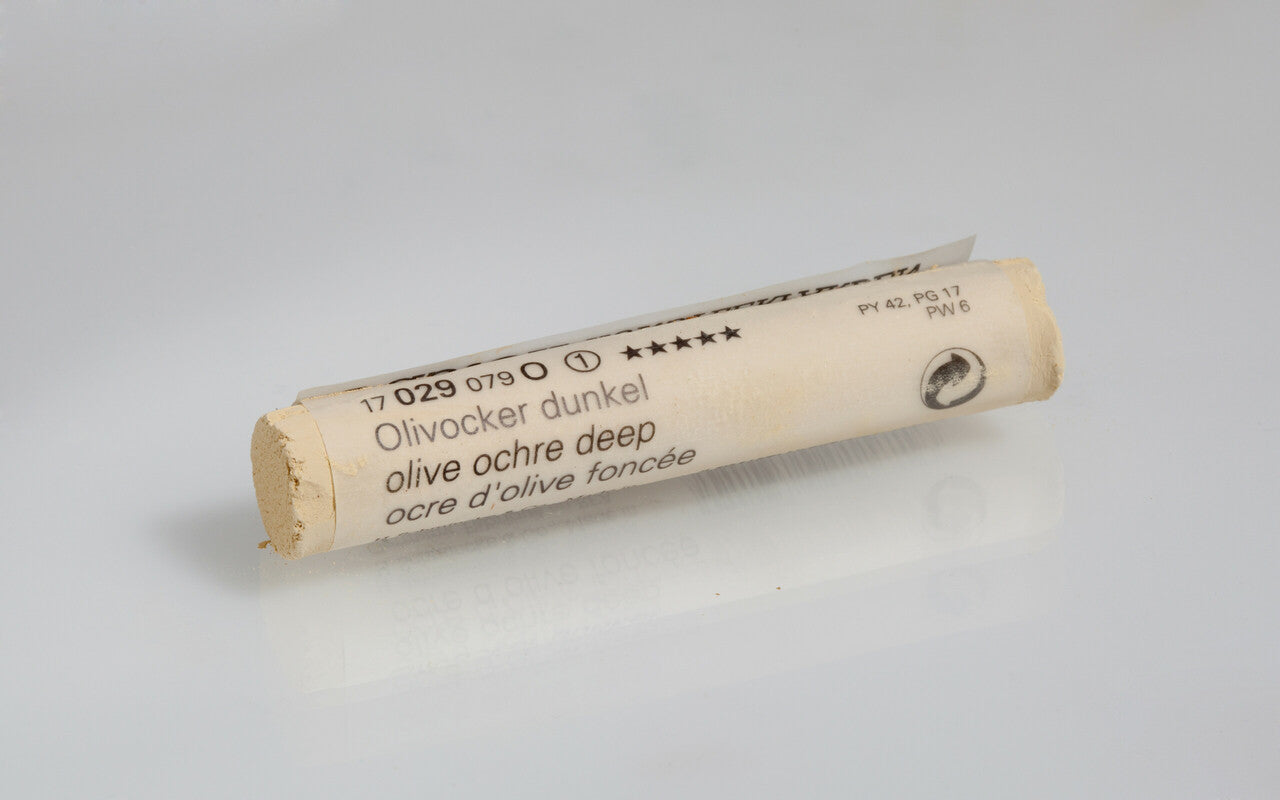 17 029 079 O 1 ★★★★★
Olivocker dunkel
olive ochre deep
ocre d'olive foncée
PY 42, PG 17
PW 6